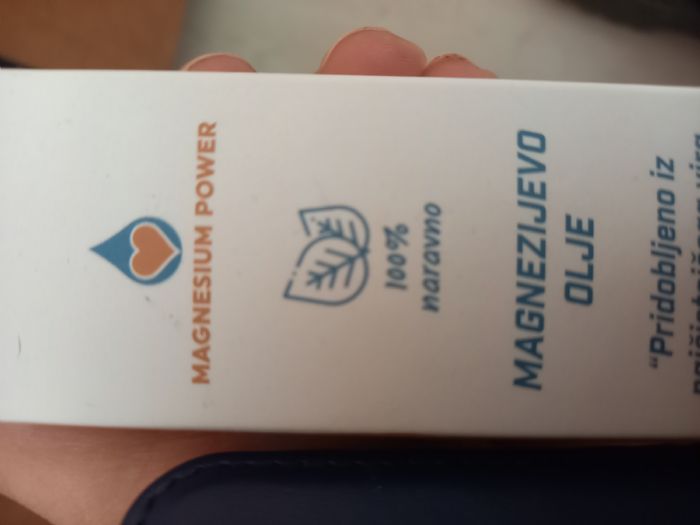 MAGNESIUM POWER
100%
naravno
MAGNEZIJEVO
OLJE
"Pridobljeno iz